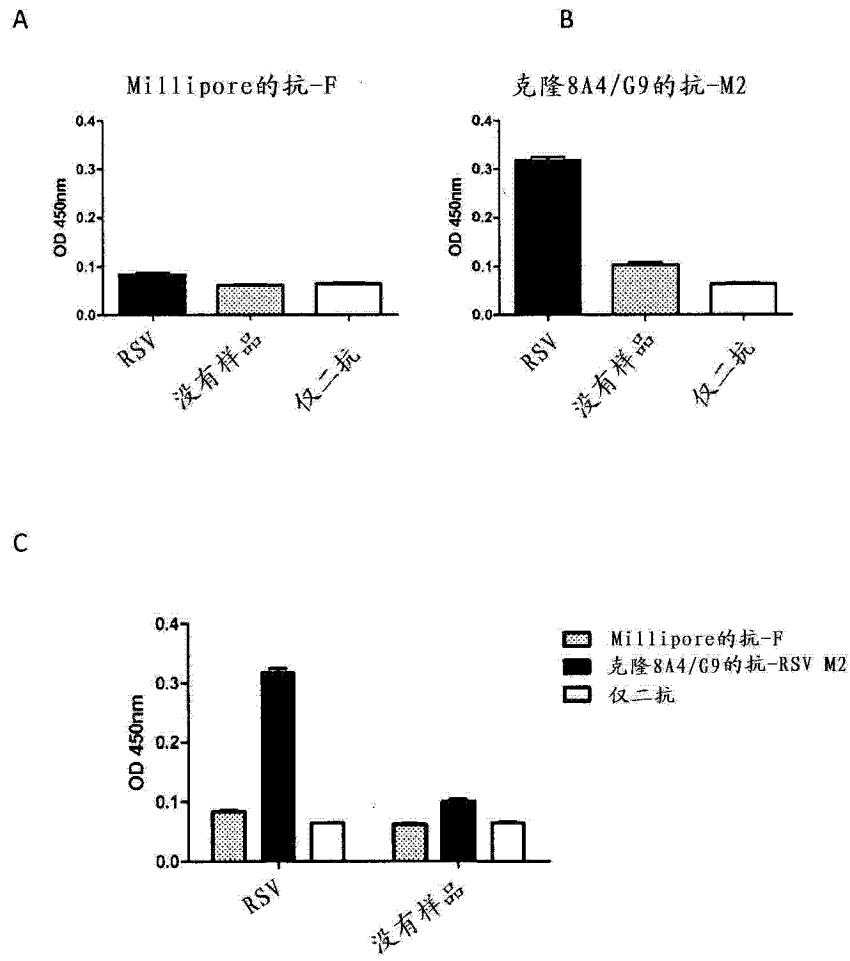 A
B
Millipore的抗-F
克隆8A4/G9的抗-M2
OD 450nm
0.4
0.3
0.2
0.1
0.0
RSV
没有样品
仅二抗
OD 450nm
0.4
0.3
0.2
0.1
0.0
RSV
没有样品
仅二抗
C
OD 450nm
0.4
0.3
0.2
0.1
0.0
RSV
没有样品
Millipore的抗-F
克隆8A4/G9的抗-RSV M2
仅二抗